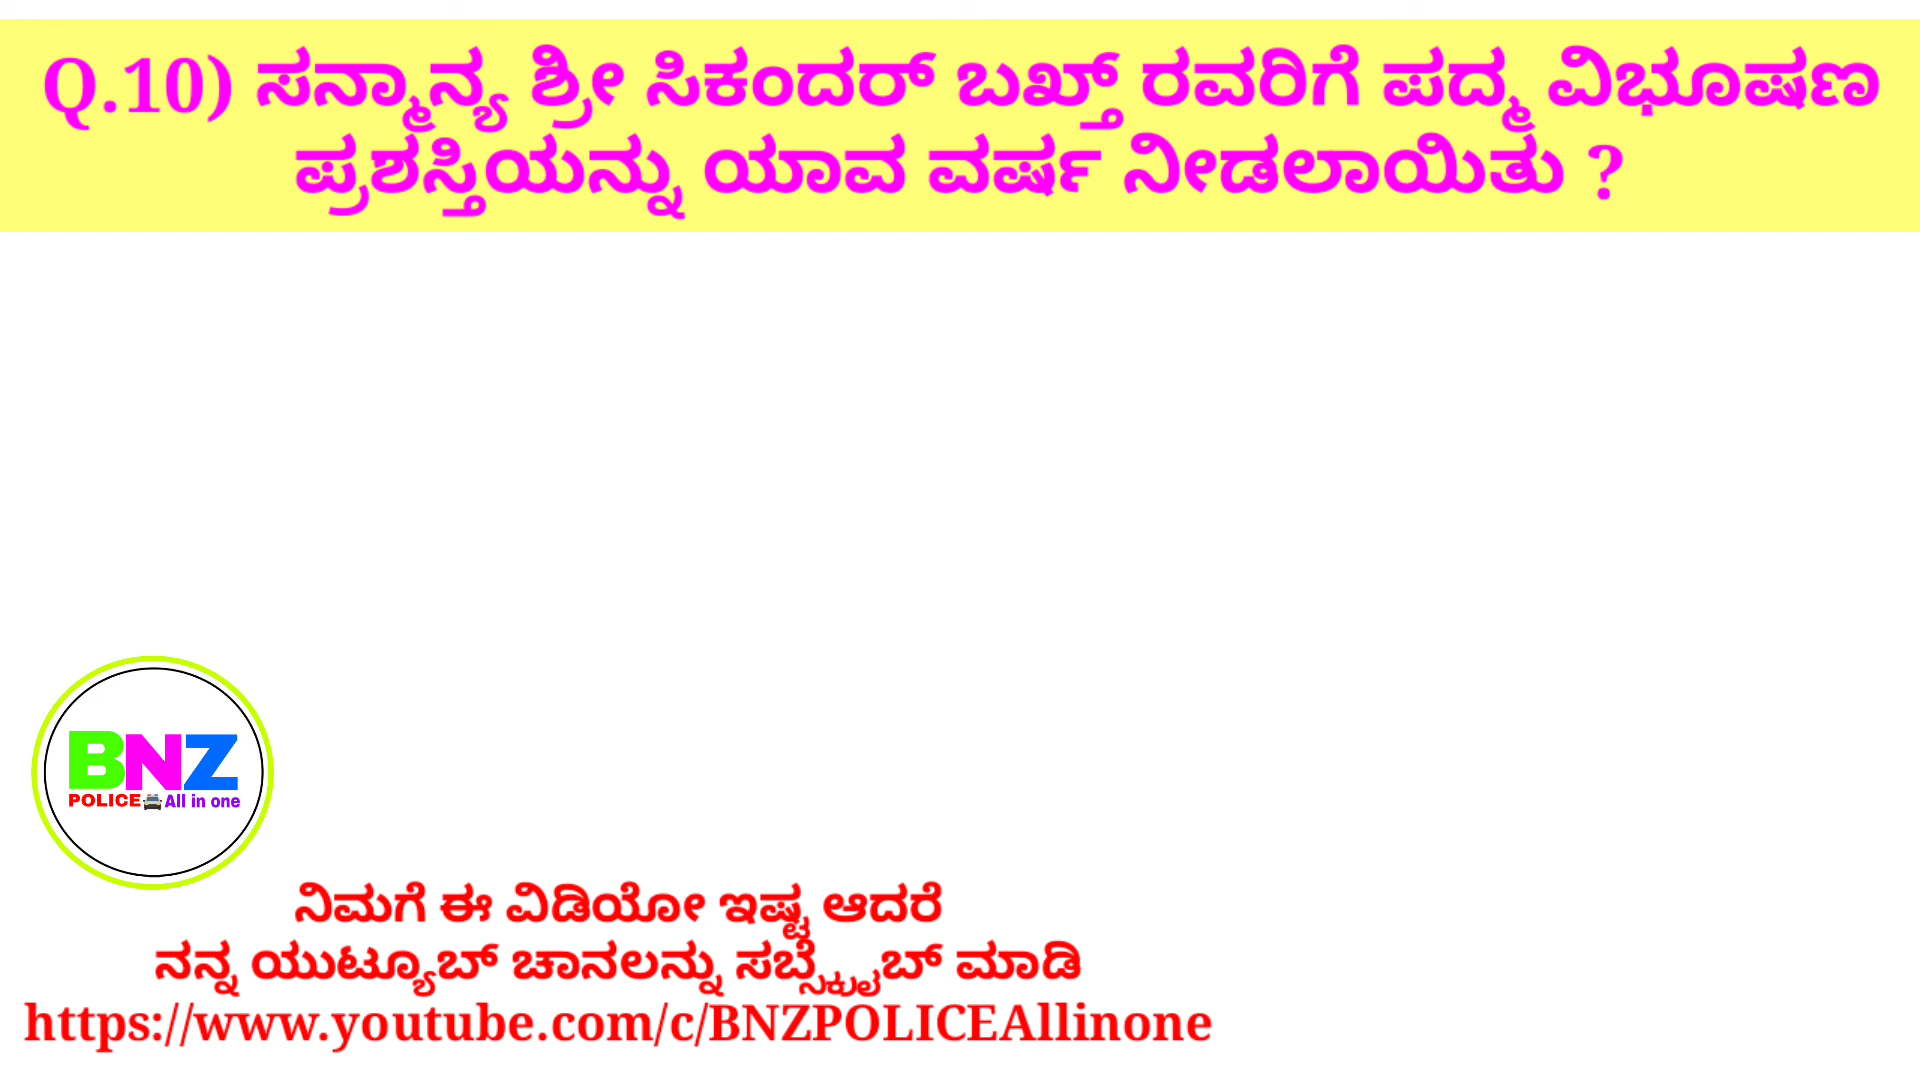 Q.10) ಸನ್ಮಾನ್ಯ ಶ್ರೀ ಸಿಕಂದರ್ ಬಖ್ತ್ ರವರಿಗೆ ಪದ್ಮ ವಿಭೂಷಣ
ಪ್ರಶಸ್ತಿಯನ್ನು ಯಾವ ವರ್ಷ ನೀಡಲಾಯಿತು ?
BNZ
POLICE All in one
ನಿಮಗೆ ಈ ವಿಡಿಯೋ ಇಷ್ಟ ಆದರೆ
ನನ್ನ ಯುಟ್ಯೂಬ್ ಚಾನಲನ್ನು ಸಬ್ಸ್ಕ್ರೈಬ್ ಮಾಡಿ
https://www.youtube.com/c/BNZPOLICEAllinone